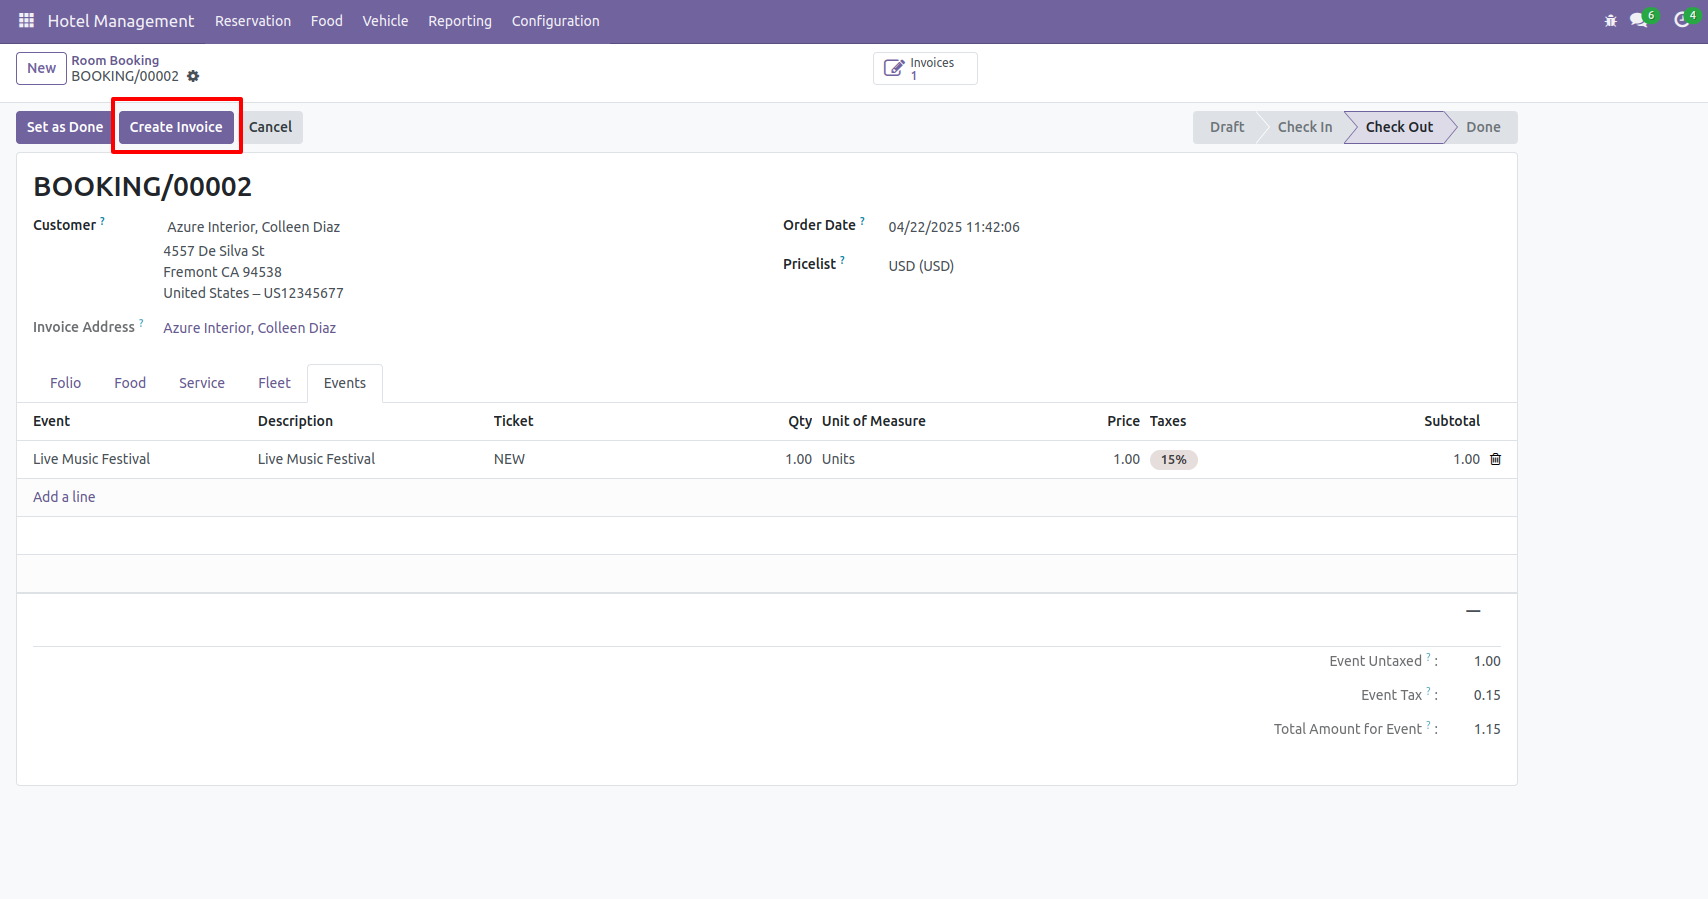 Hotel Management Reservation Food Vehicle Reporting Configuration 6 4
New Room Booking Invoices
BOOKING/00002 1
Set as Done Create Invoice Cancel Draft Check In Check Out Done
BOOKING/00002
Customer ? Azure Interior, Colleen Diaz Order Date ? 04/22/2025 11:42:06
4557 De Silva St
Fremont CA 94538 Pricelist ? USD (USD)
United States – US12345677
Invoice Address ? Azure Interior, Colleen Diaz
Folio Food Service Fleet Events
Event Description Ticket Qty Unit of Measure Price Taxes Subtotal
Live Music Festival Live Music Festival NEW 1.00 Units 1.00 15% 1.00
Add a line
Event Untaxed ? : 1.00
Event Tax ? : 0.15
Total Amount for Event ? : 1.15